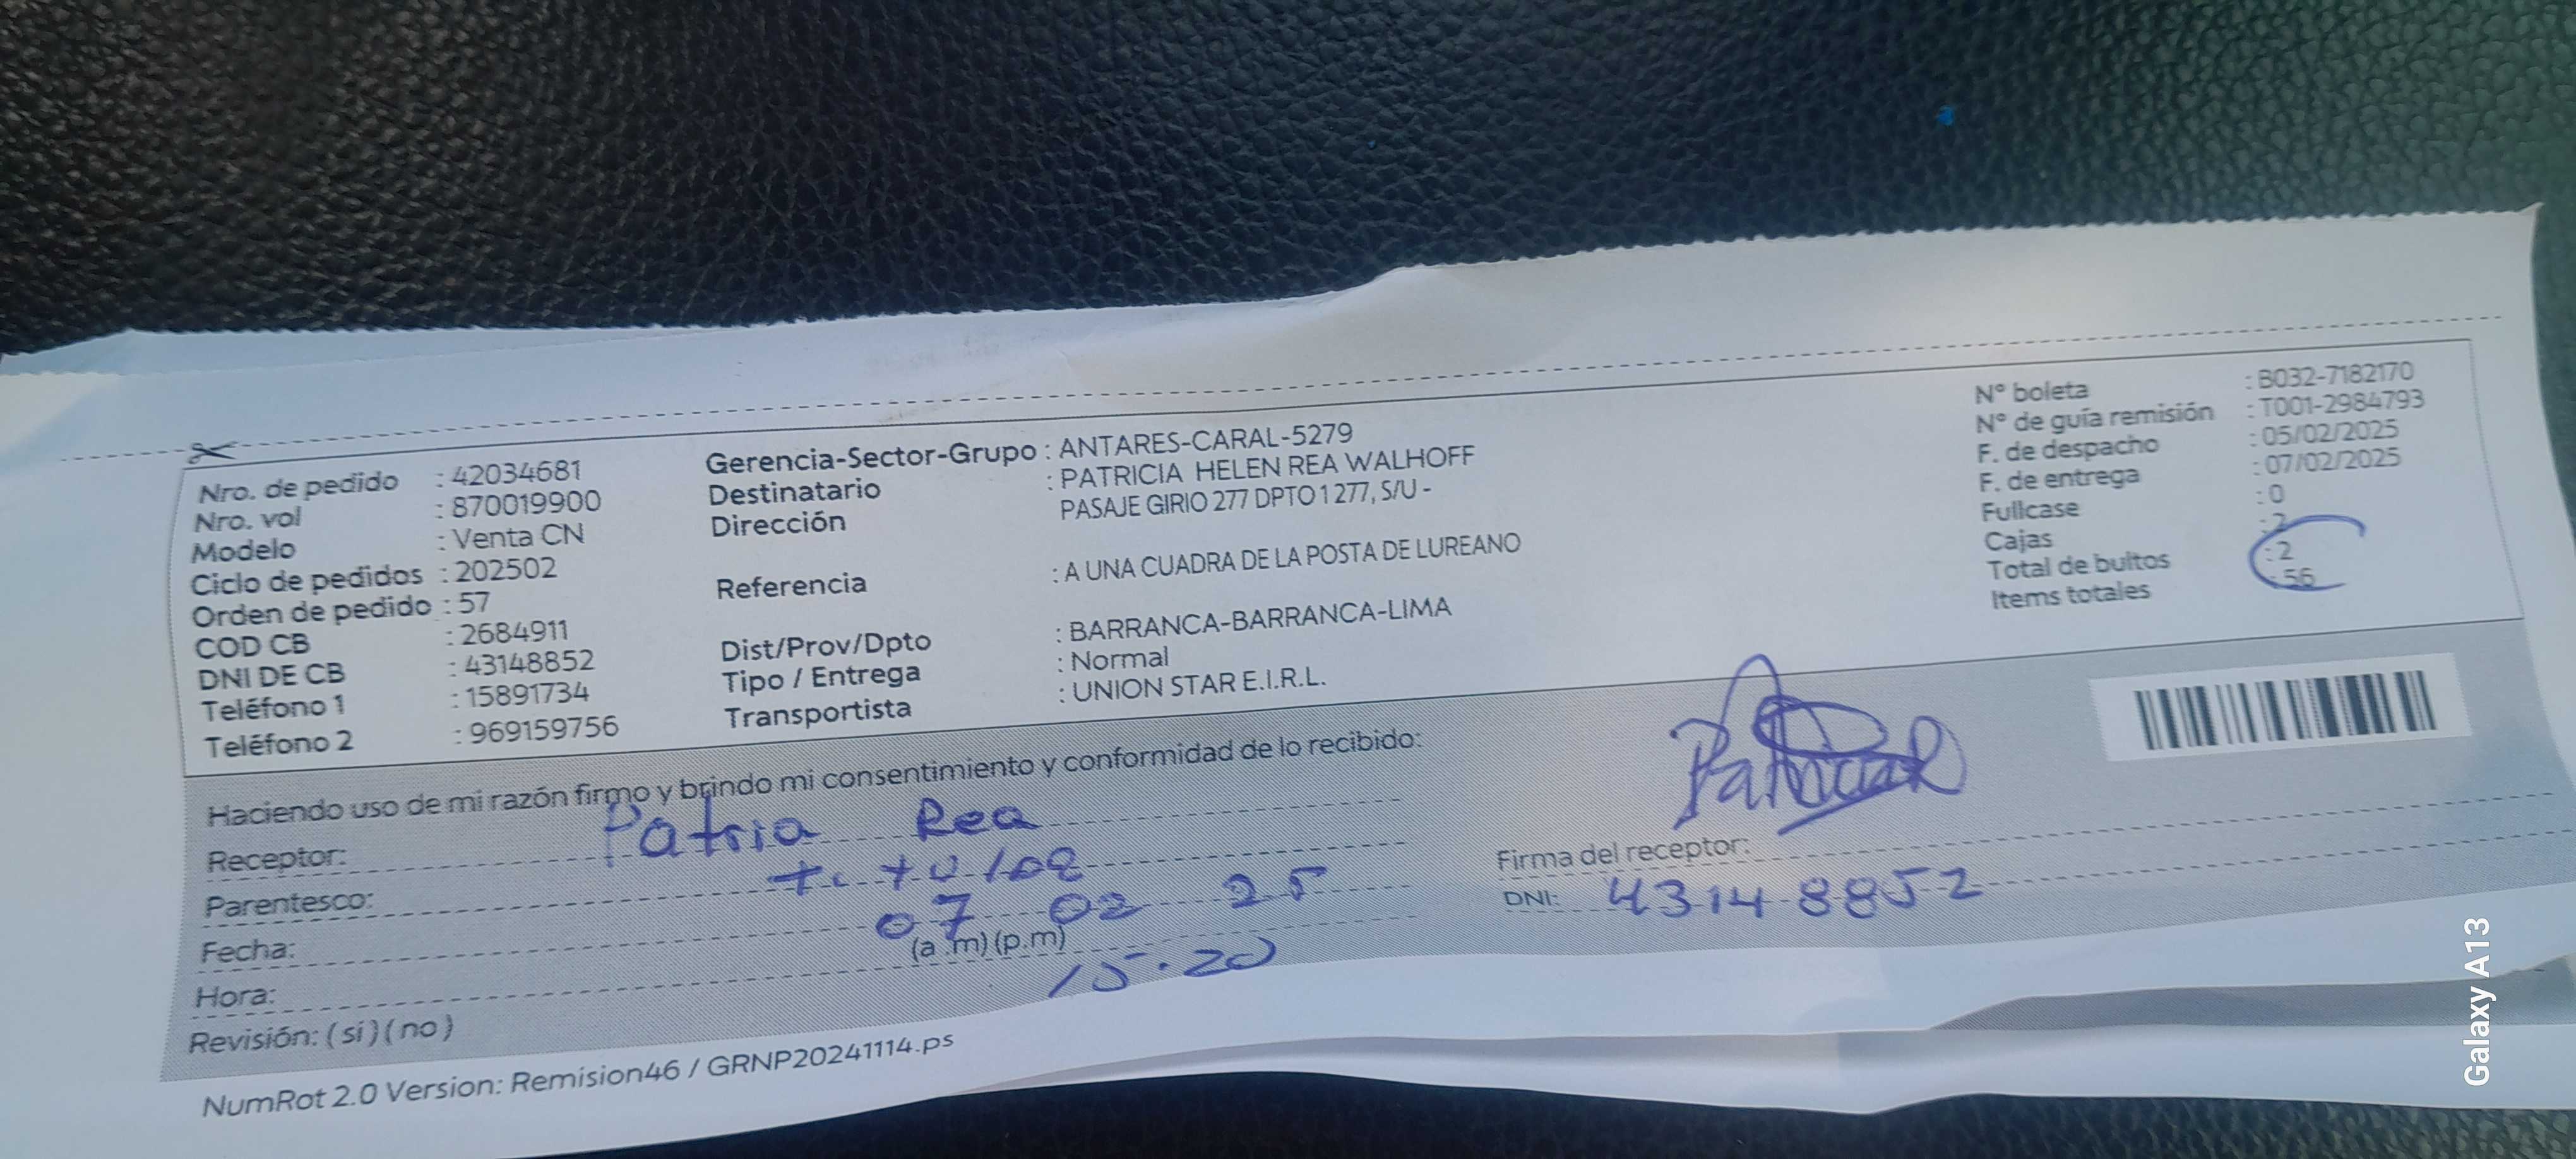 Nro. de pedido : 42034681
Nro. vol : 870019900
Modelo : Venta CN
Ciclo de pedidos : 202502
Orden de pedido : 57
COD CB : 2684911
DNI DE CB : 43148852
Teléfono 1 : 15891734
Teléfono 2 : 969159756
Gerencia-Sector-Grupo : ANTARES-CARAL-5279
Destinatario : PATRICIA HELEN REA WALHOFF
Dirección PASAJE GIRIO 277 DPTO 1 277, S/U -
Referencia : A UNA CUADRA DE LA POSTA DE LUREANO
Dist/Prov/Dpto : BARRANCA-BARRANCA-LIMA
Tipo / Entrega : Normal
Transportista : UNION STAR E.I.R.L.
N° boleta : B032-7182170
N° de guía remisión : T001-2984793
F. de despacho : 05/02/2025
F. de entrega : 07/02/2025
Fullcase : 0
Cajas : 2
Total de bultos : 2
Items totales : 56
Haciendo uso de mi razón firmo y brindo mi consentimiento y conformidad de lo recibido:
Receptor: Patria Rea
Parentesco:
Fecha: 07 02 25
Hora: (a.m) (p.m) 15.20
Revisión: ( si ) ( no )
Firma del receptor:
DNI: 43148852
NumRot 2.0 Version: Remision46 / GRNP20241114.ps
Galaxy A13